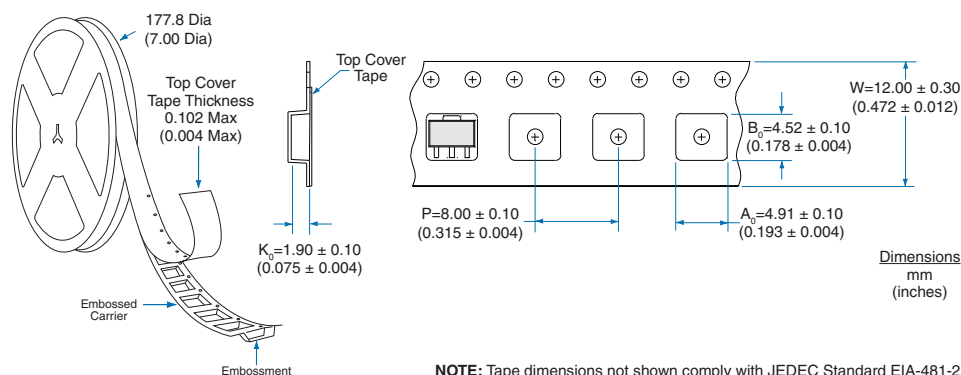 177.8 Dia
(7.00 Dia)
Top Cover
Tape Thickness
0.102 Max
(0.004 Max)
Top Cover
Tape
K₀=1.90 ± 0.10
(0.075 ± 0.004)
Embossed
Carrier
Embossment
W=12.00 ± 0.30
(0.472 ± 0.012)
B₀=4.52 ± 0.10
(0.178 ± 0.004)
P=8.00 ± 0.10
(0.315 ± 0.004)
A₀=4.91 ± 0.10
(0.193 ± 0.004)
Dimensions
mm
(inches)
NOTE: Tape dimensions not shown comply with JEDEC Standard EIA-481-2